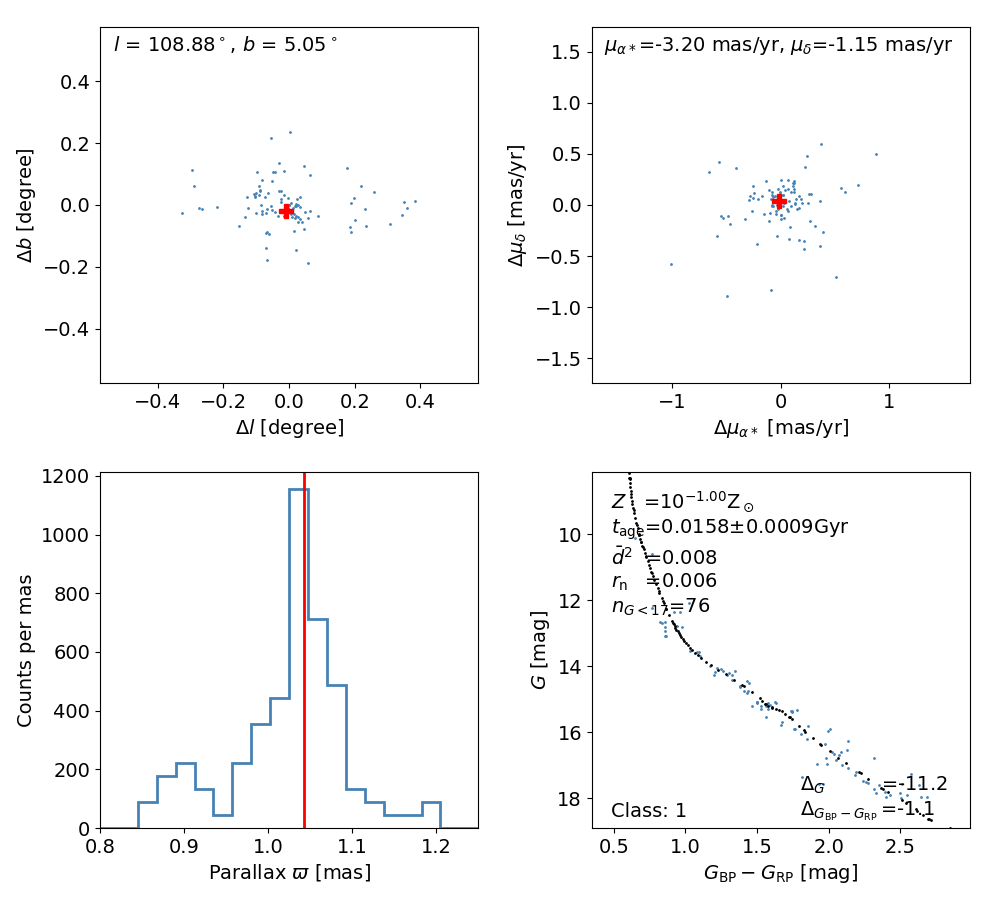 l = 108.88°, b = 5.05°
0.4
0.2
0.0
−0.2
−0.4
Δb [degree]
−0.4 −0.2 0.0 0.2 0.4
Δl [degree]
μα*=-3.20 mas/yr, μδ=-1.15 mas/yr
1.5
1.0
0.5
0.0
−0.5
−1.0
−1.5
Δμδ [mas/yr]
−1 0 1
Δμα* [mas/yr]
1200
1000
800
600
400
200
0
Counts per mas
0.8 0.9 1.0 1.1 1.2
Parallax ϖ [mas]
Z =10^−1.00 Z⊙
tage=0.0158±0.0009Gyr
d̄² =0.008
rn =0.006
nG<17=76
10
12
14
16
18
G [mag]
ΔG =-11.2
Class: 1
ΔGBP−GRP =-1.1
0.5 1.0 1.5 2.0 2.5
GBP − GRP [mag]